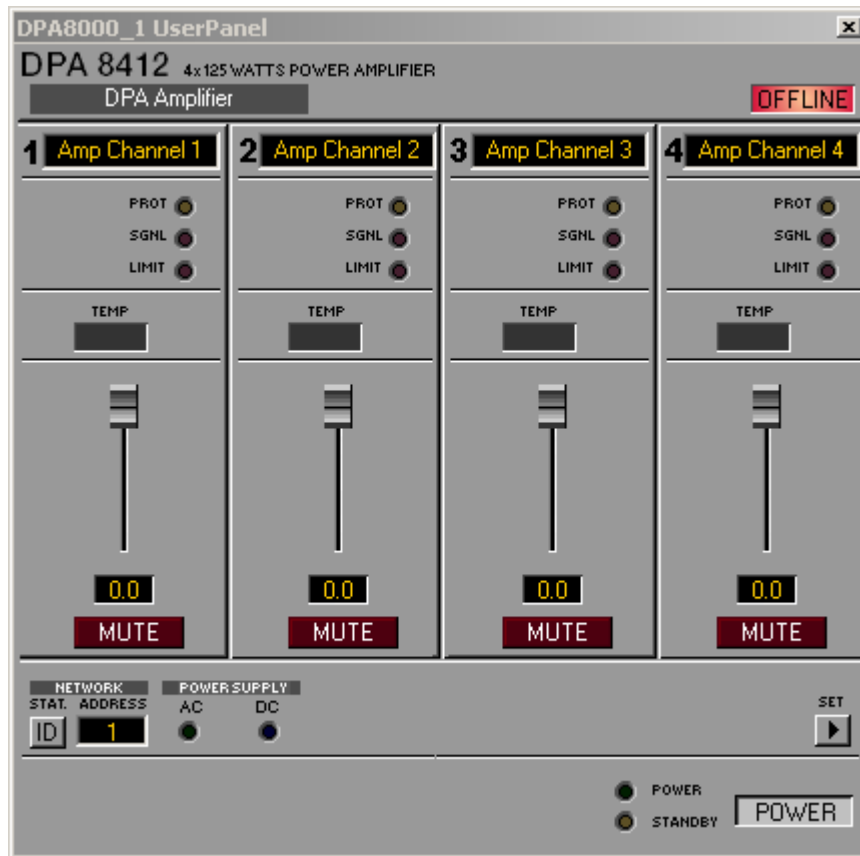 DPA8000_1 UserPanel
DPA 8412 4x125 WATTS POWER AMPLIFIER
DPA Amplifier OFFLINE
1 Amp Channel 1 2 Amp Channel 2 3 Amp Channel 3 4 Amp Channel 4
PROT PROT PROT PROT
SGNL SGNL SGNL SGNL
LIMIT LIMIT LIMIT LIMIT
TEMP TEMP TEMP TEMP
0.0 0.0 0.0 0.0
MUTE MUTE MUTE MUTE
NETWORK POWER SUPPLY
STAT. ADDRESS AC DC SET
ID 1
POWER
STANDBY POWER